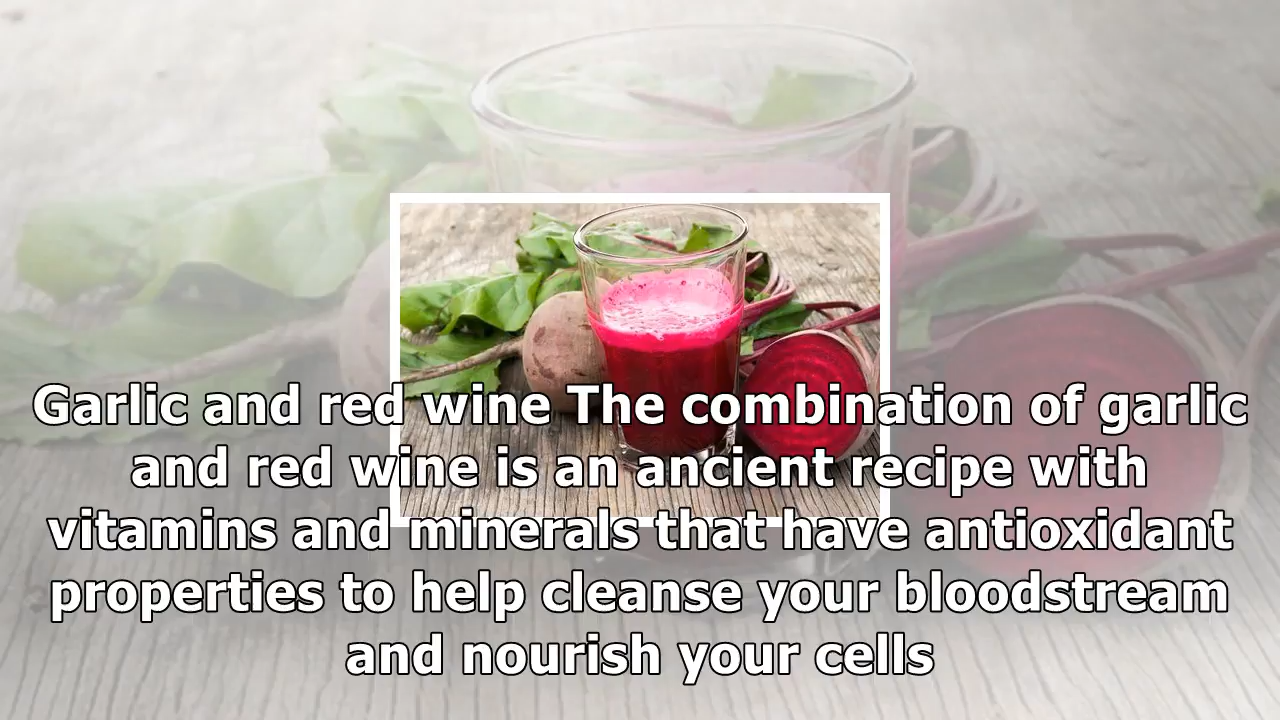 Garlic and red wine The combination of garlic
and red wine is an ancient recipe with
vitamins and minerals that have antioxidant
properties to help cleanse your bloodstream
and nourish your cells